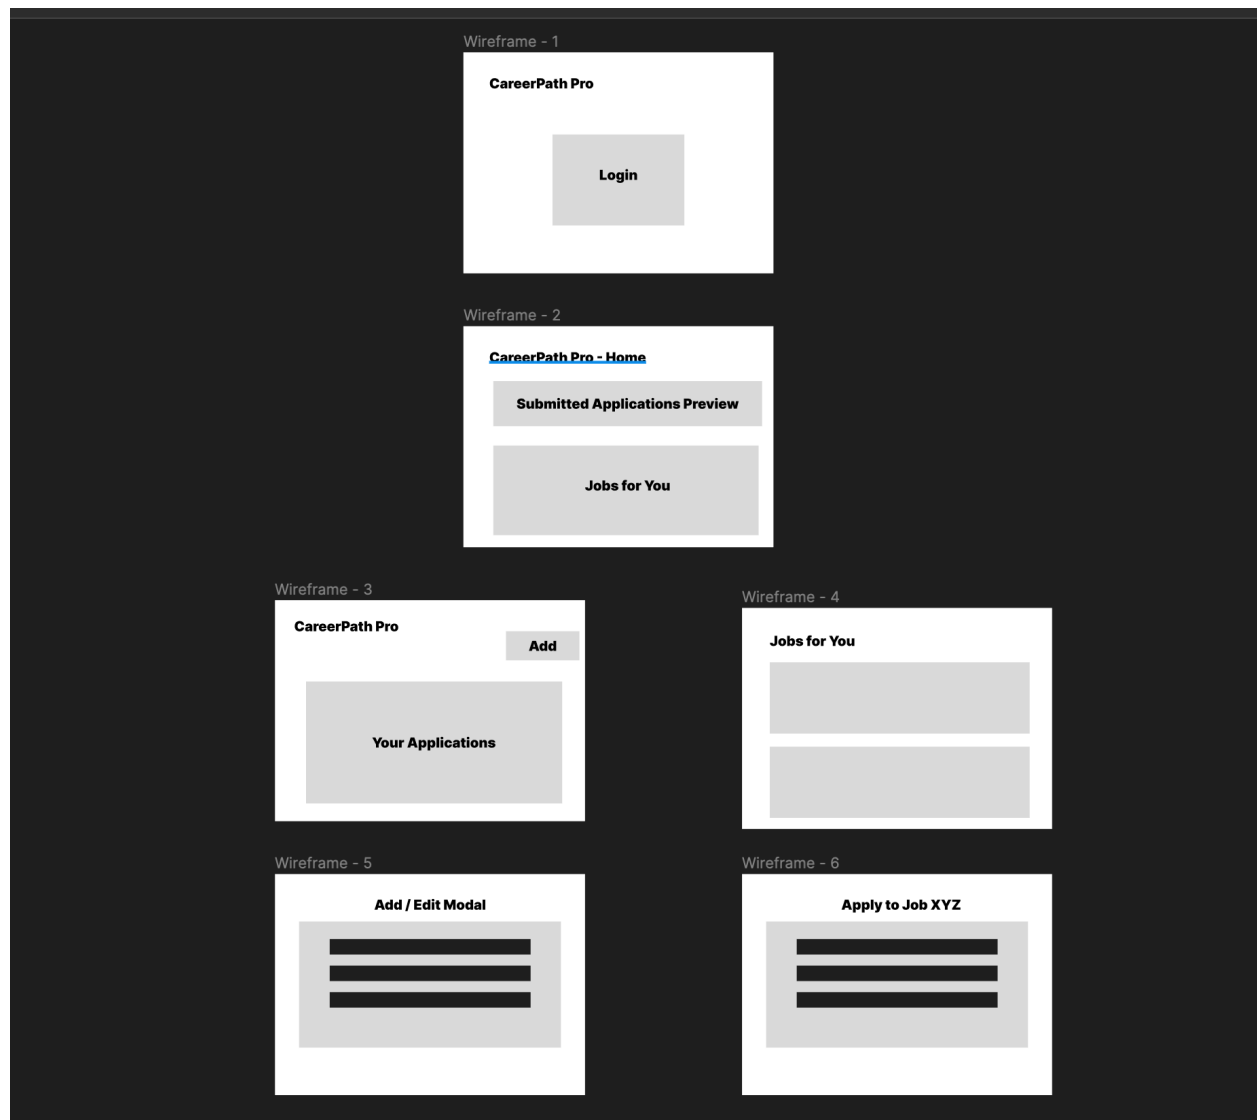 Wireframe - 1
CareerPath Pro
Login
Wireframe - 2
CareerPath Pro - Home
Submitted Applications Preview
Jobs for You
Wireframe - 3
CareerPath Pro
Add
Your Applications
Wireframe - 4
Jobs for You
Wireframe - 5
Add / Edit Modal
Wireframe - 6
Apply to Job XYZ